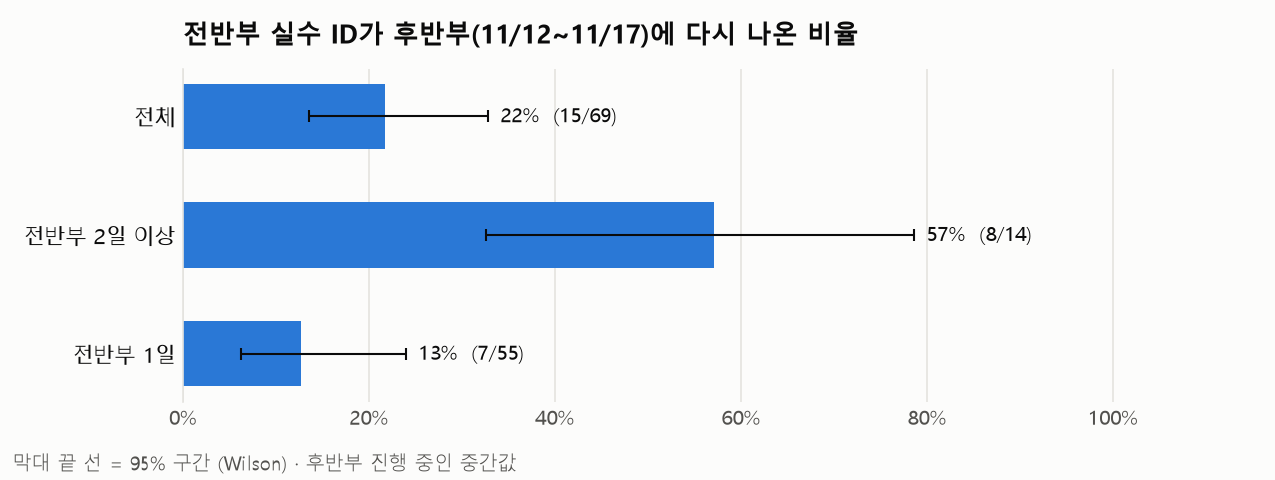 전반부 실수 ID가 후반부(11/12~11/17)에 다시 나온 비율
전체 22% (15/69)
전반부 2일 이상 57% (8/14)
전반부 1일 13% (7/55)
0% 20% 40% 60% 80% 100%
막대 끝 선 = 95% 구간 (Wilson) · 후반부 진행 중인 중간값